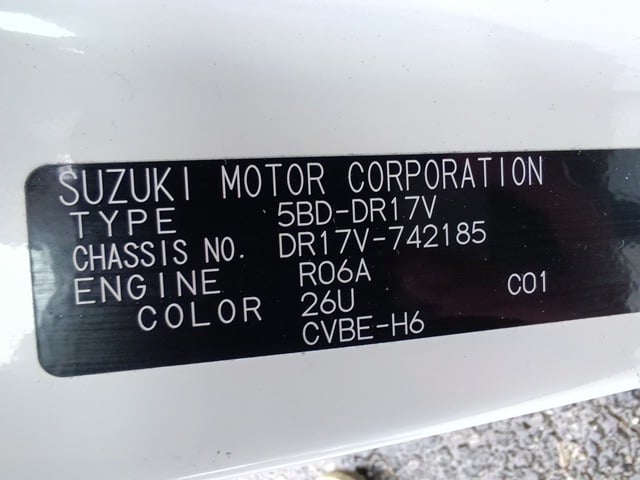 SUZUKI MOTOR CORPORATION
TYPE 5BD-DR17V
CHASSIS NO. DR17V-742185
ENGINE R06A
COLOR 26U C01
CVBE-H6